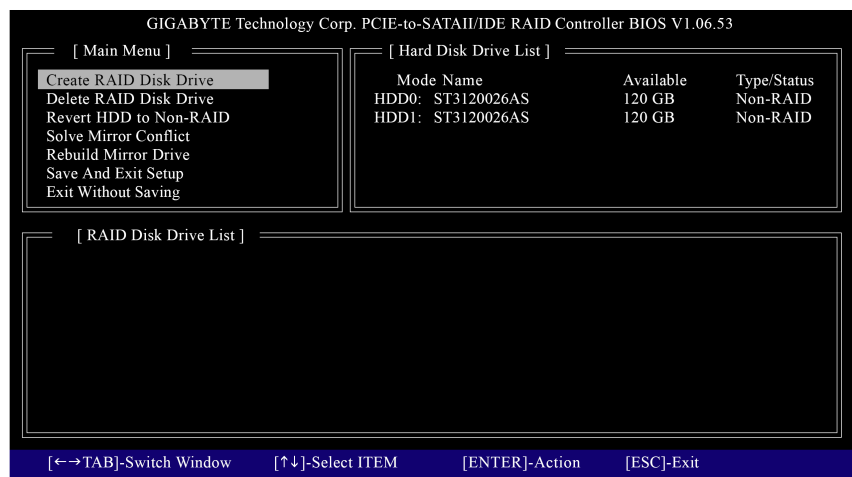 GIGABYTE Technology Corp. PCIE-to-SATAII/IDE RAID Controller BIOS V1.06.53
[ Main Menu ]
Create RAID Disk Drive
Delete RAID Disk Drive
Revert HDD to Non-RAID
Solve Mirror Conflict
Rebuild Mirror Drive
Save And Exit Setup
Exit Without Saving
[ Hard Disk Drive List ]
Mode Name Available Type/Status
HDD0: ST3120026AS 120 GB Non-RAID
HDD1: ST3120026AS 120 GB Non-RAID
[ RAID Disk Drive List ]
[←→TAB]-Switch Window [↑↓]-Select ITEM [ENTER]-Action [ESC]-Exit